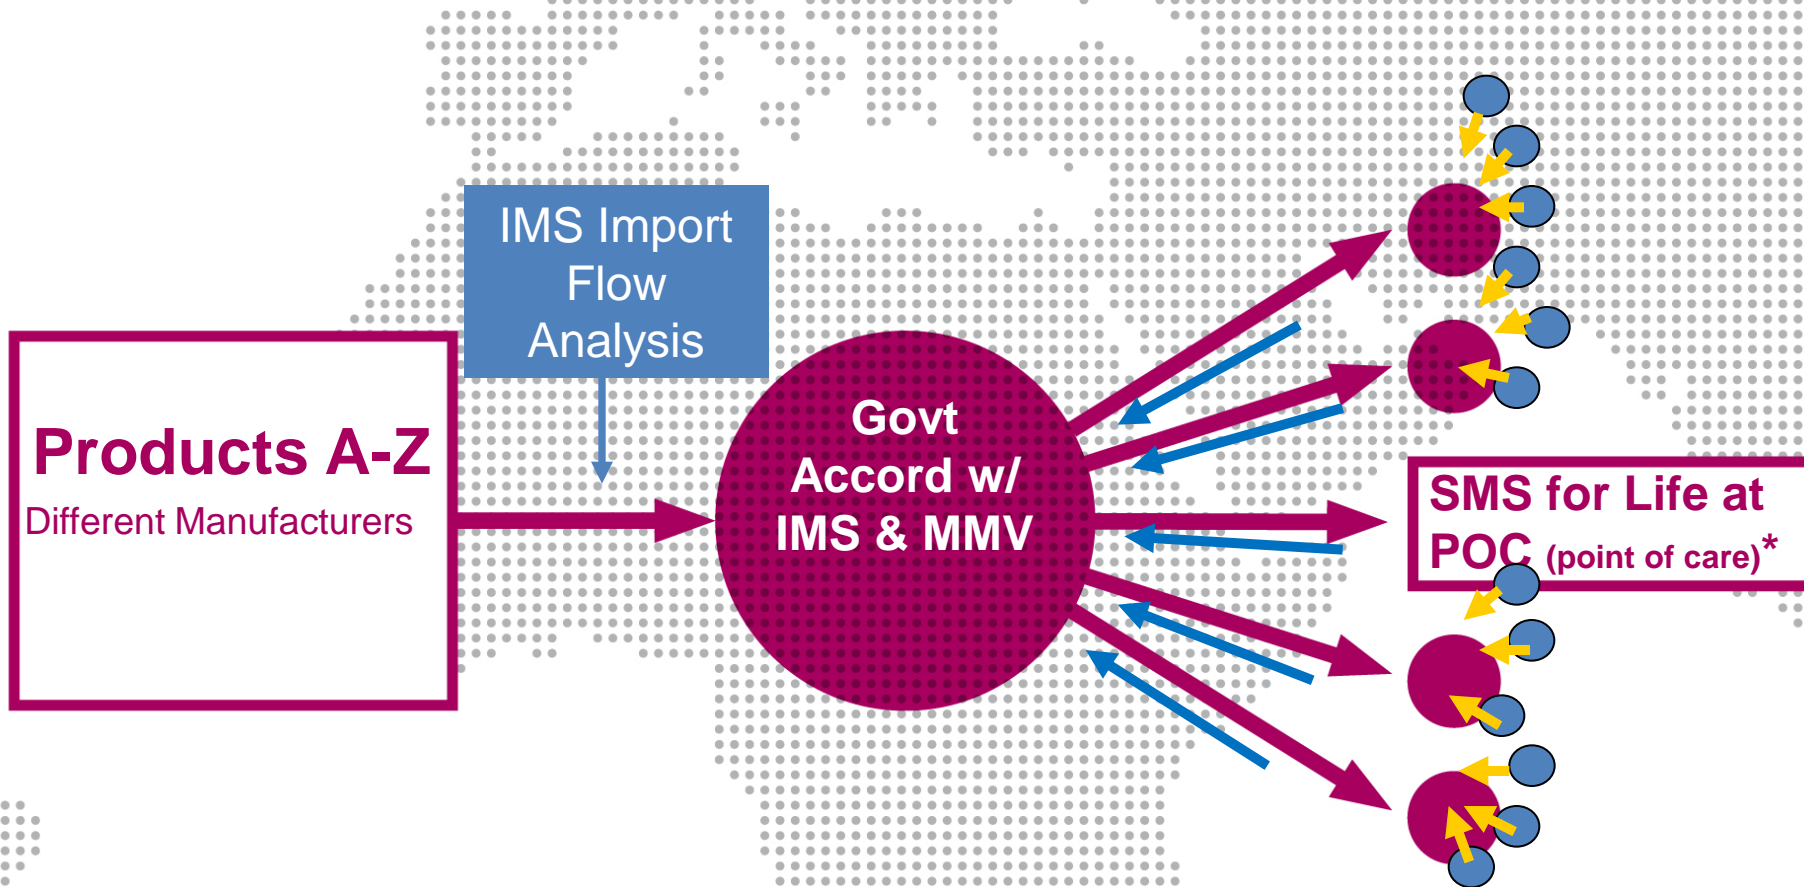 IMS Import
Flow
Analysis
Products A-Z
Different Manufacturers
Govt
Accord w/
IMS & MMV
SMS for Life at
POC (point of care)*